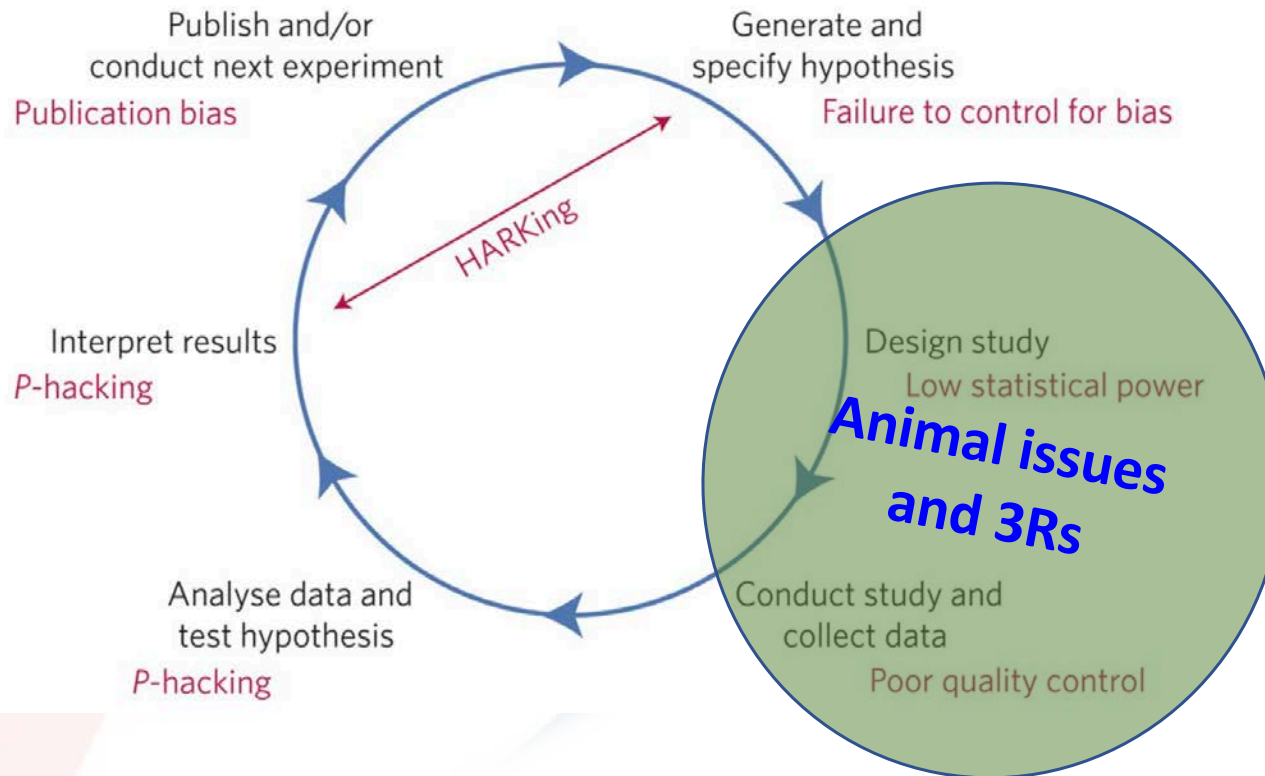 Publish and/or
conduct next experiment
Publication bias
Generate and
specify hypothesis
Failure to control for bias
HARKing
Interpret results
P-hacking
Design study
Low statistical power
Animal issues
and 3Rs
Analyse data and
test hypothesis
P-hacking
Conduct study and
collect data
Poor quality control